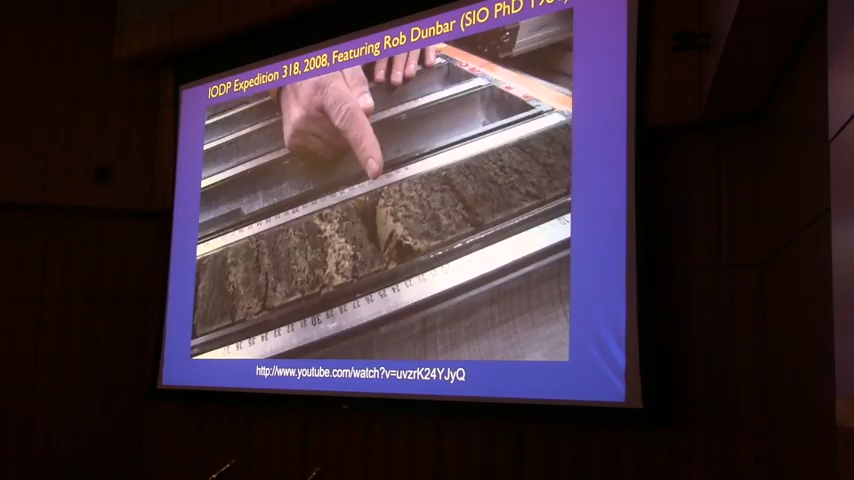 IODP Expedition 318, 2008, Featuring Rob Dunbar (SIO PhD
http://www.youtube.com/watch?v=uvzrK24YJyQ